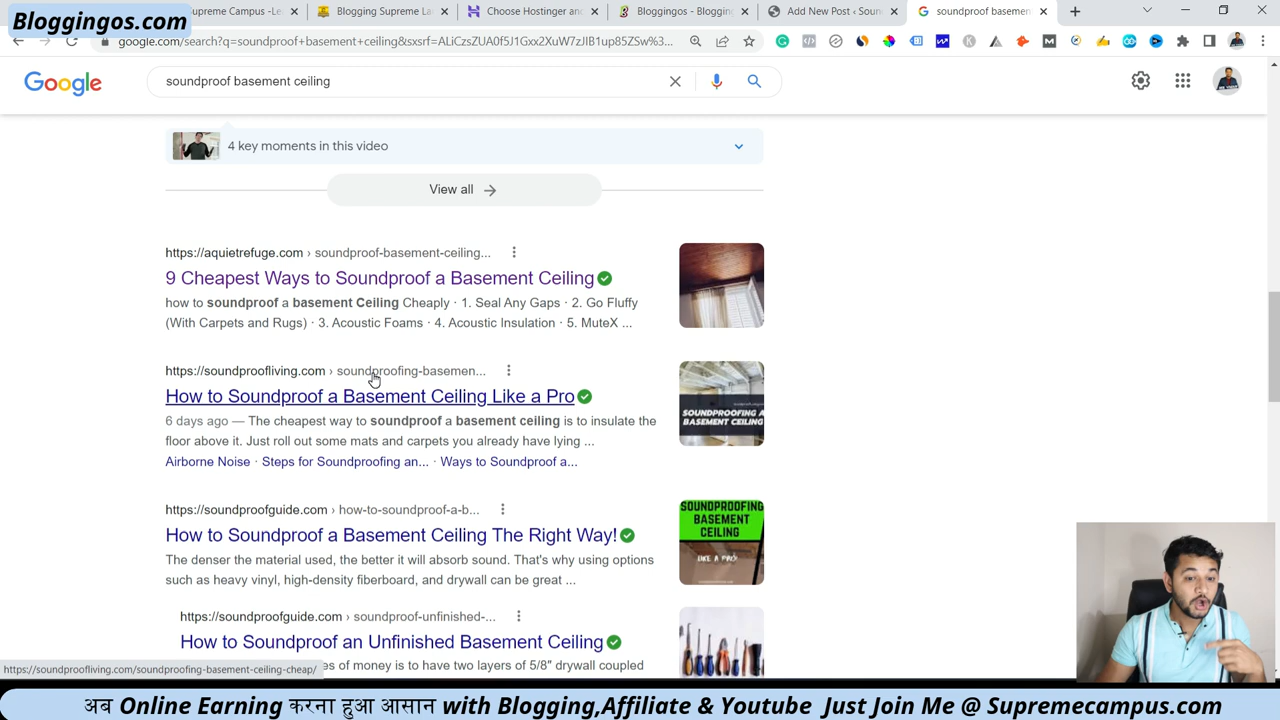 Bloggingos.com
Supreme Campus -Le
Blogging Supreme La
Choose Hostinger and
Bloggingos - Bloggin
Add New Post ‹ Soun
soundproof basemen
google.com/search?q=soundproof+basement+ceiling&sxsrf=
Google
soundproof basement ceiling
4 key moments in this video
View all
https://aquietrefuge.com › soundproof-basement-ceiling...
9 Cheapest Ways to Soundproof a Basement Ceiling
how to soundproof a basement Ceiling Cheaply · 1. Seal Any Gaps · 2. Go Fluffy
(With Carpets and Rugs) · 3. Acoustic Foams · 4. Acoustic Insulation · 5. MuteX ...
https://soundproofliving.com › soundproofing-basemen...
How to Soundproof a Basement Ceiling Like a Pro
6 days ago — The cheapest way to soundproof a basement ceiling is to insulate the
floor above it. Just roll out some mats and carpets you already have lying ...
Airborne Noise · Steps for Soundproofing an... · Ways to Soundproof a...
SOUNDPROOFING A
BASEMENT CEILING
https://soundproofguide.com › how-to-soundproof-a-b...
How to Soundproof a Basement Ceiling The Right Way!
The denser the material used, the better it will absorb sound. That's why using options
such as heavy vinyl, high-density fiberboard, and drywall can be great ...
SOUNDPROOFING
BASEMENT
CEILING
LIKE A PRO!
https://soundproofguide.com › soundproof-unfinished-...
How to Soundproof an Unfinished Basement Ceiling
es of money is to have two layers of 5/8″ drywall coupled
https://soundproofliving.com/soundproofing-basement-ceiling-cheap/
अब Online Earning करना हुआ आसान with Blogging,Affiliate & Youtube Just Join Me @ Supremecampus.com